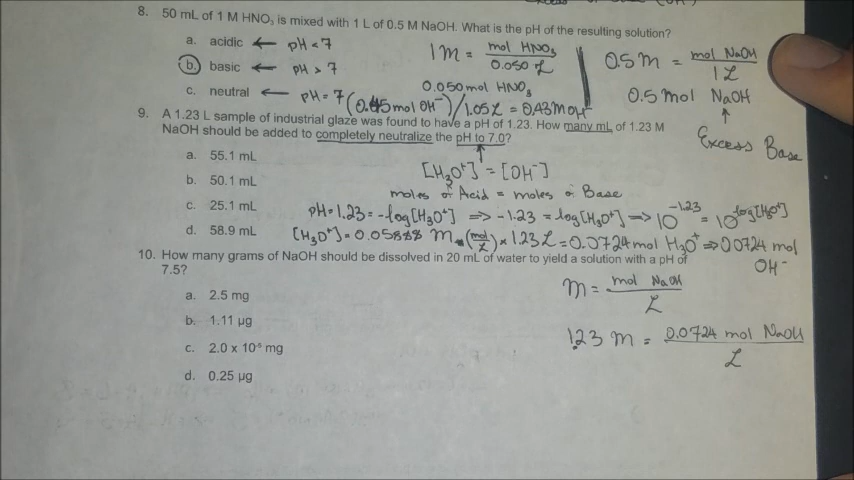 8. 50 mL of 1 M HNO₃ is mixed with 1 L of 0.5 M NaOH. What is the pH of the resulting solution?
a. acidic ← pH < 7
b. basic ← pH > 7
c. neutral ← pH = 7
1M = mol HNO₃ / 0.050 L
0.050 mol HNO₃
0.5M = mol NaOH / 1 L
0.5 mol NaOH
↑
Excess Base
(0.45 mol OH⁻)/1.05 L = 0.43 M OH⁻
9. A 1.23 L sample of industrial glaze was found to have a pH of 1.23. How many mL of 1.23 M
NaOH should be added to completely neutralize the pH to 7.0?
a. 55.1 mL
b. 50.1 mL
c. 25.1 mL
d. 58.9 mL
[H₃O⁺] = [OH⁻]
moles of Acid = moles of Base
pH = 1.23 = -log[H₃O⁺] ⇒ -1.23 = log[H₃O⁺] ⇒ 10^-1.23 = 10^log[H₃O⁺]
[H₃O⁺] = 0.05888 M (mol/L) × 1.23 L = 0.0724 mol H₃O⁺ ⇒ 0.0724 mol
OH⁻
M = mol NaOH / L
1.23 M = 0.0724 mol NaOH / L
10. How many grams of NaOH should be dissolved in 20 mL of water to yield a solution with a pH of
7.5?
a. 2.5 mg
b. 1.11 µg
c. 2.0 x 10⁻⁶ mg
d. 0.25 µg